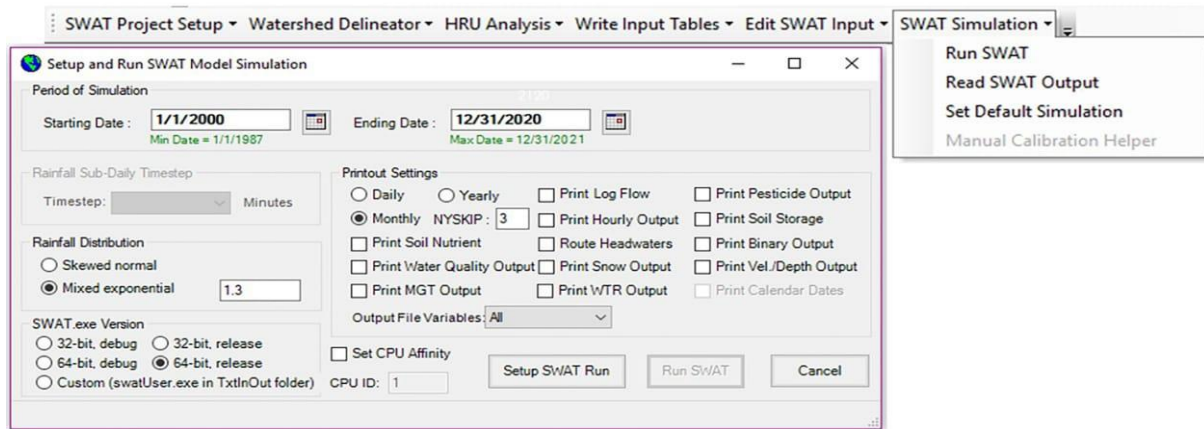 SWAT Project Setup Watershed Delineator HRU Analysis Write Input Tables Edit SWAT Input SWAT Simulation
Run SWAT
Read SWAT Output
Set Default Simulation
Manual Calibration Helper
Setup and Run SWAT Model Simulation
Period of Simulation
Starting Date : 1/1/2000
Min Date = 1/1/1987
Ending Date : 12/31/2020
Max Date = 12/31/2021
Rainfall Sub-Daily Timestep
Timestep: Minutes
Rainfall Distribution
Skewed normal
Mixed exponential 1.3
SWAT.exe Version
32-bit, debug 32-bit, release
64-bit, debug 64-bit, release
Custom (swatUser.exe in TxtInOut folder)
Printout Settings
Daily Yearly Print Log Flow Print Pesticide Output
Monthly NYSKIP : 3 Print Hourly Output Print Soil Storage
Print Soil Nutrient Route Headwaters Print Binary Output
Print Water Quality Output Print Snow Output Print Vel./Depth Output
Print MGT Output Print WTR Output Print Calendar Dates
Output File Variables: All
Set CPU Affinity
CPU ID: 1
Setup SWAT Run Run SWAT Cancel